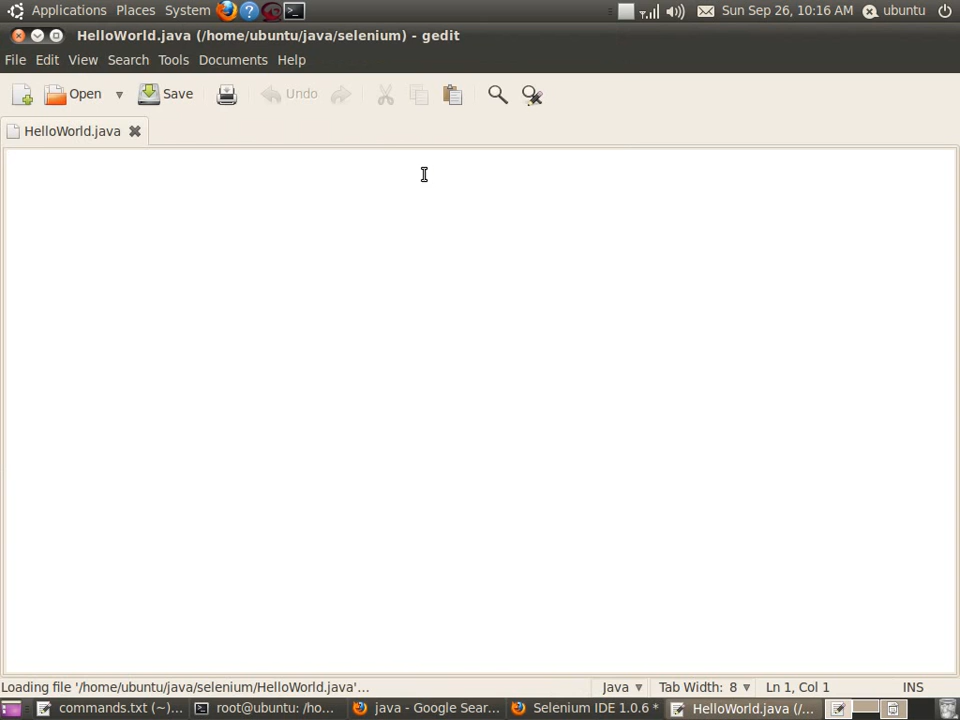 Applications Places System Sun Sep 26, 10:16 AM ubuntu
HelloWorld.java (/home/ubuntu/java/selenium) - gedit
File Edit View Search Tools Documents Help
Open Save Undo
HelloWorld.java
Loading file '/home/ubuntu/java/selenium/HelloWorld.java'... Java Tab Width: 8 Ln 1, Col 1 INS
commands.txt (~)... root@ubuntu: /ho... java - Google Sear... Selenium IDE 1.0.6 * HelloWorld.java (/...